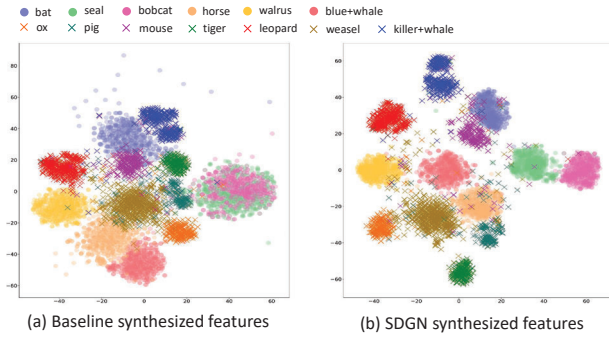 bat seal bobcat horse walrus blue+whale
ox pig mouse tiger leopard weasel killer+whale
80
60
40
20
0
−20
−40
−60
−40 −20 0 20 40 60
60
40
20
0
−20
−40
−60
−40 −20 0 20 40 60
(a) Baseline synthesized features
(b) SDGN synthesized features